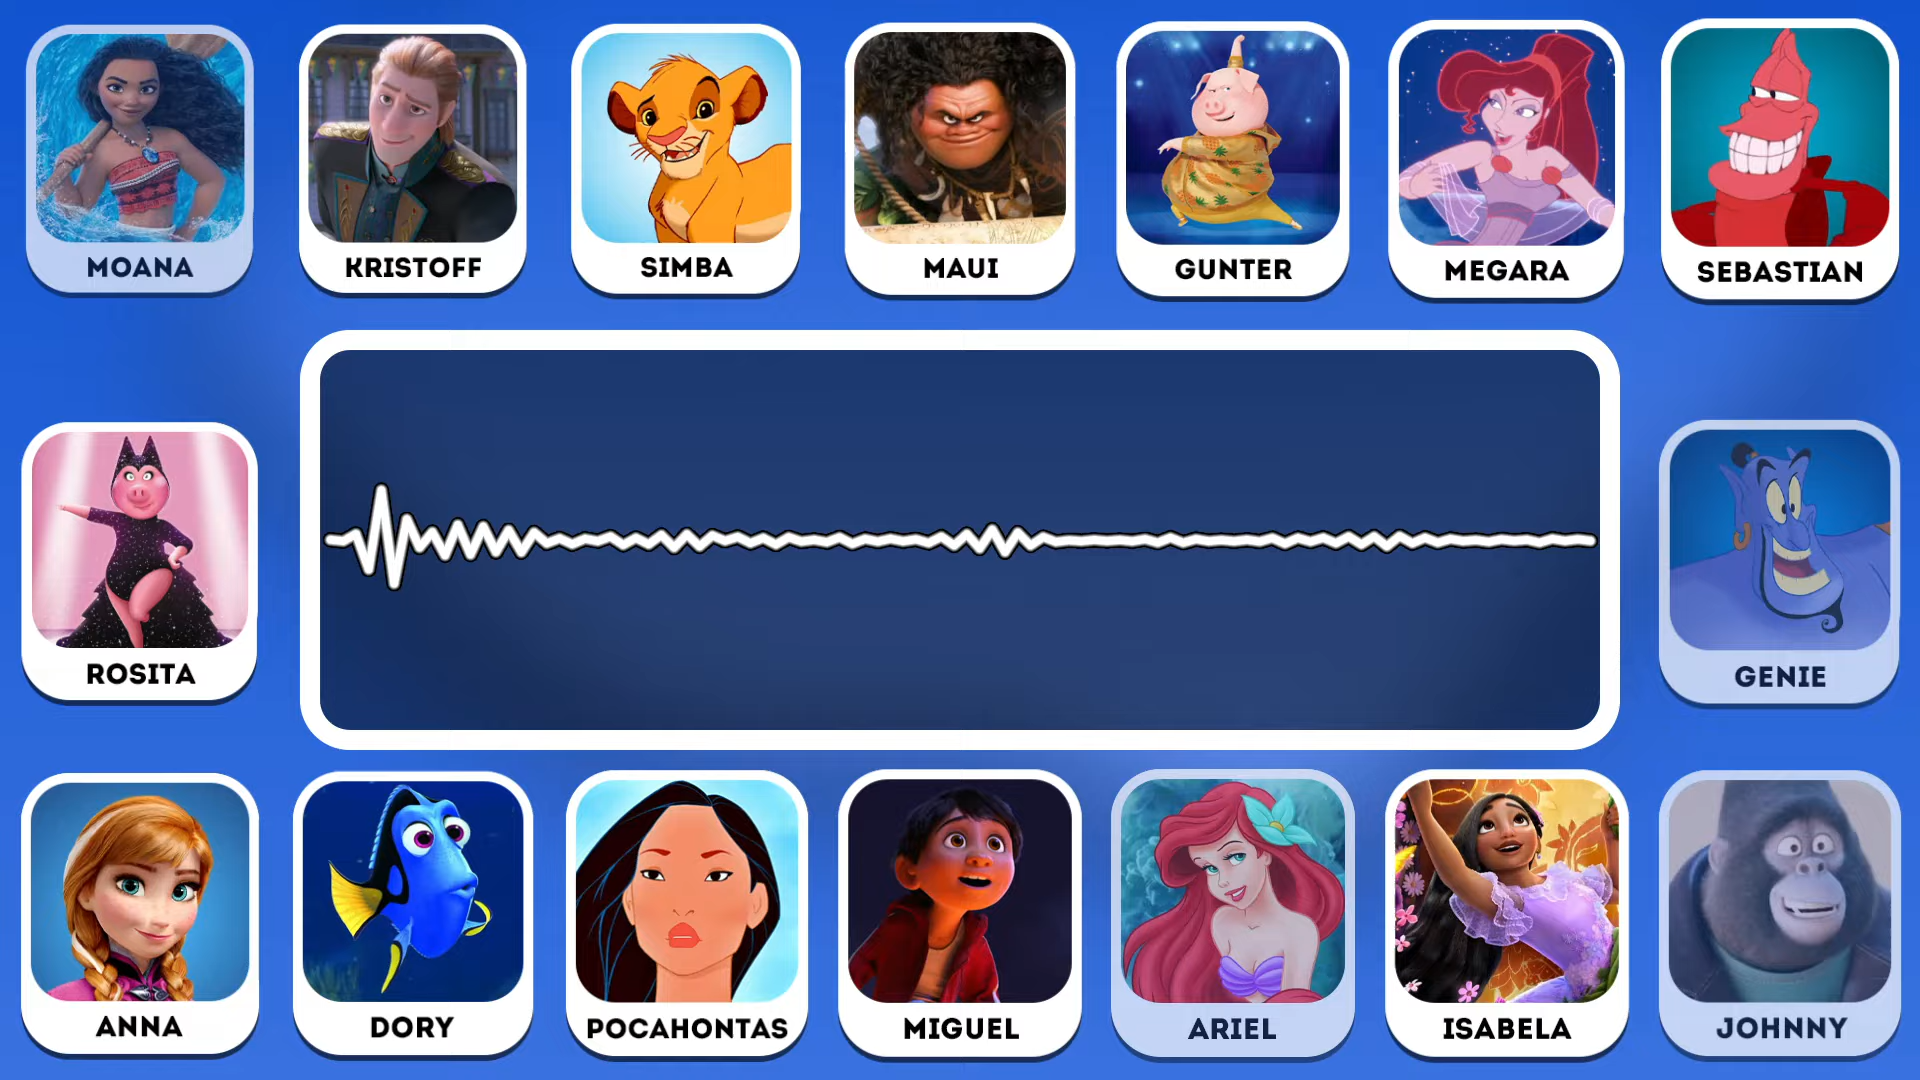 MOANA
KRISTOFF
SIMBA
MAUI
GUNTER
MEGARA
SEBASTIAN
ROSITA
GENIE
ANNA
DORY
POCAHONTAS
MIGUEL
ARIEL
ISABELA
JOHNNY